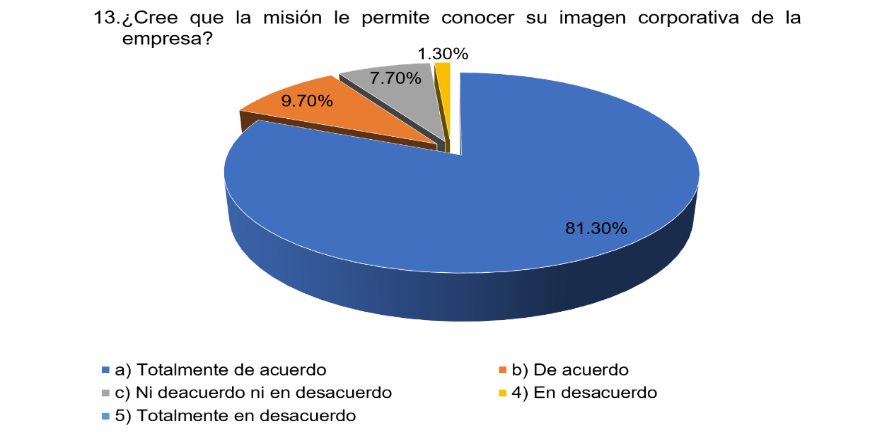 13.¿Cree que la misión le permite conocer su imagen corporativa de la
empresa?
1.30%
7.70%
9.70%
81.30%
a) Totalmente de acuerdo
b) De acuerdo
c) Ni deacuerdo ni en desacuerdo
4) En desacuerdo
5) Totalmente en desacuerdo